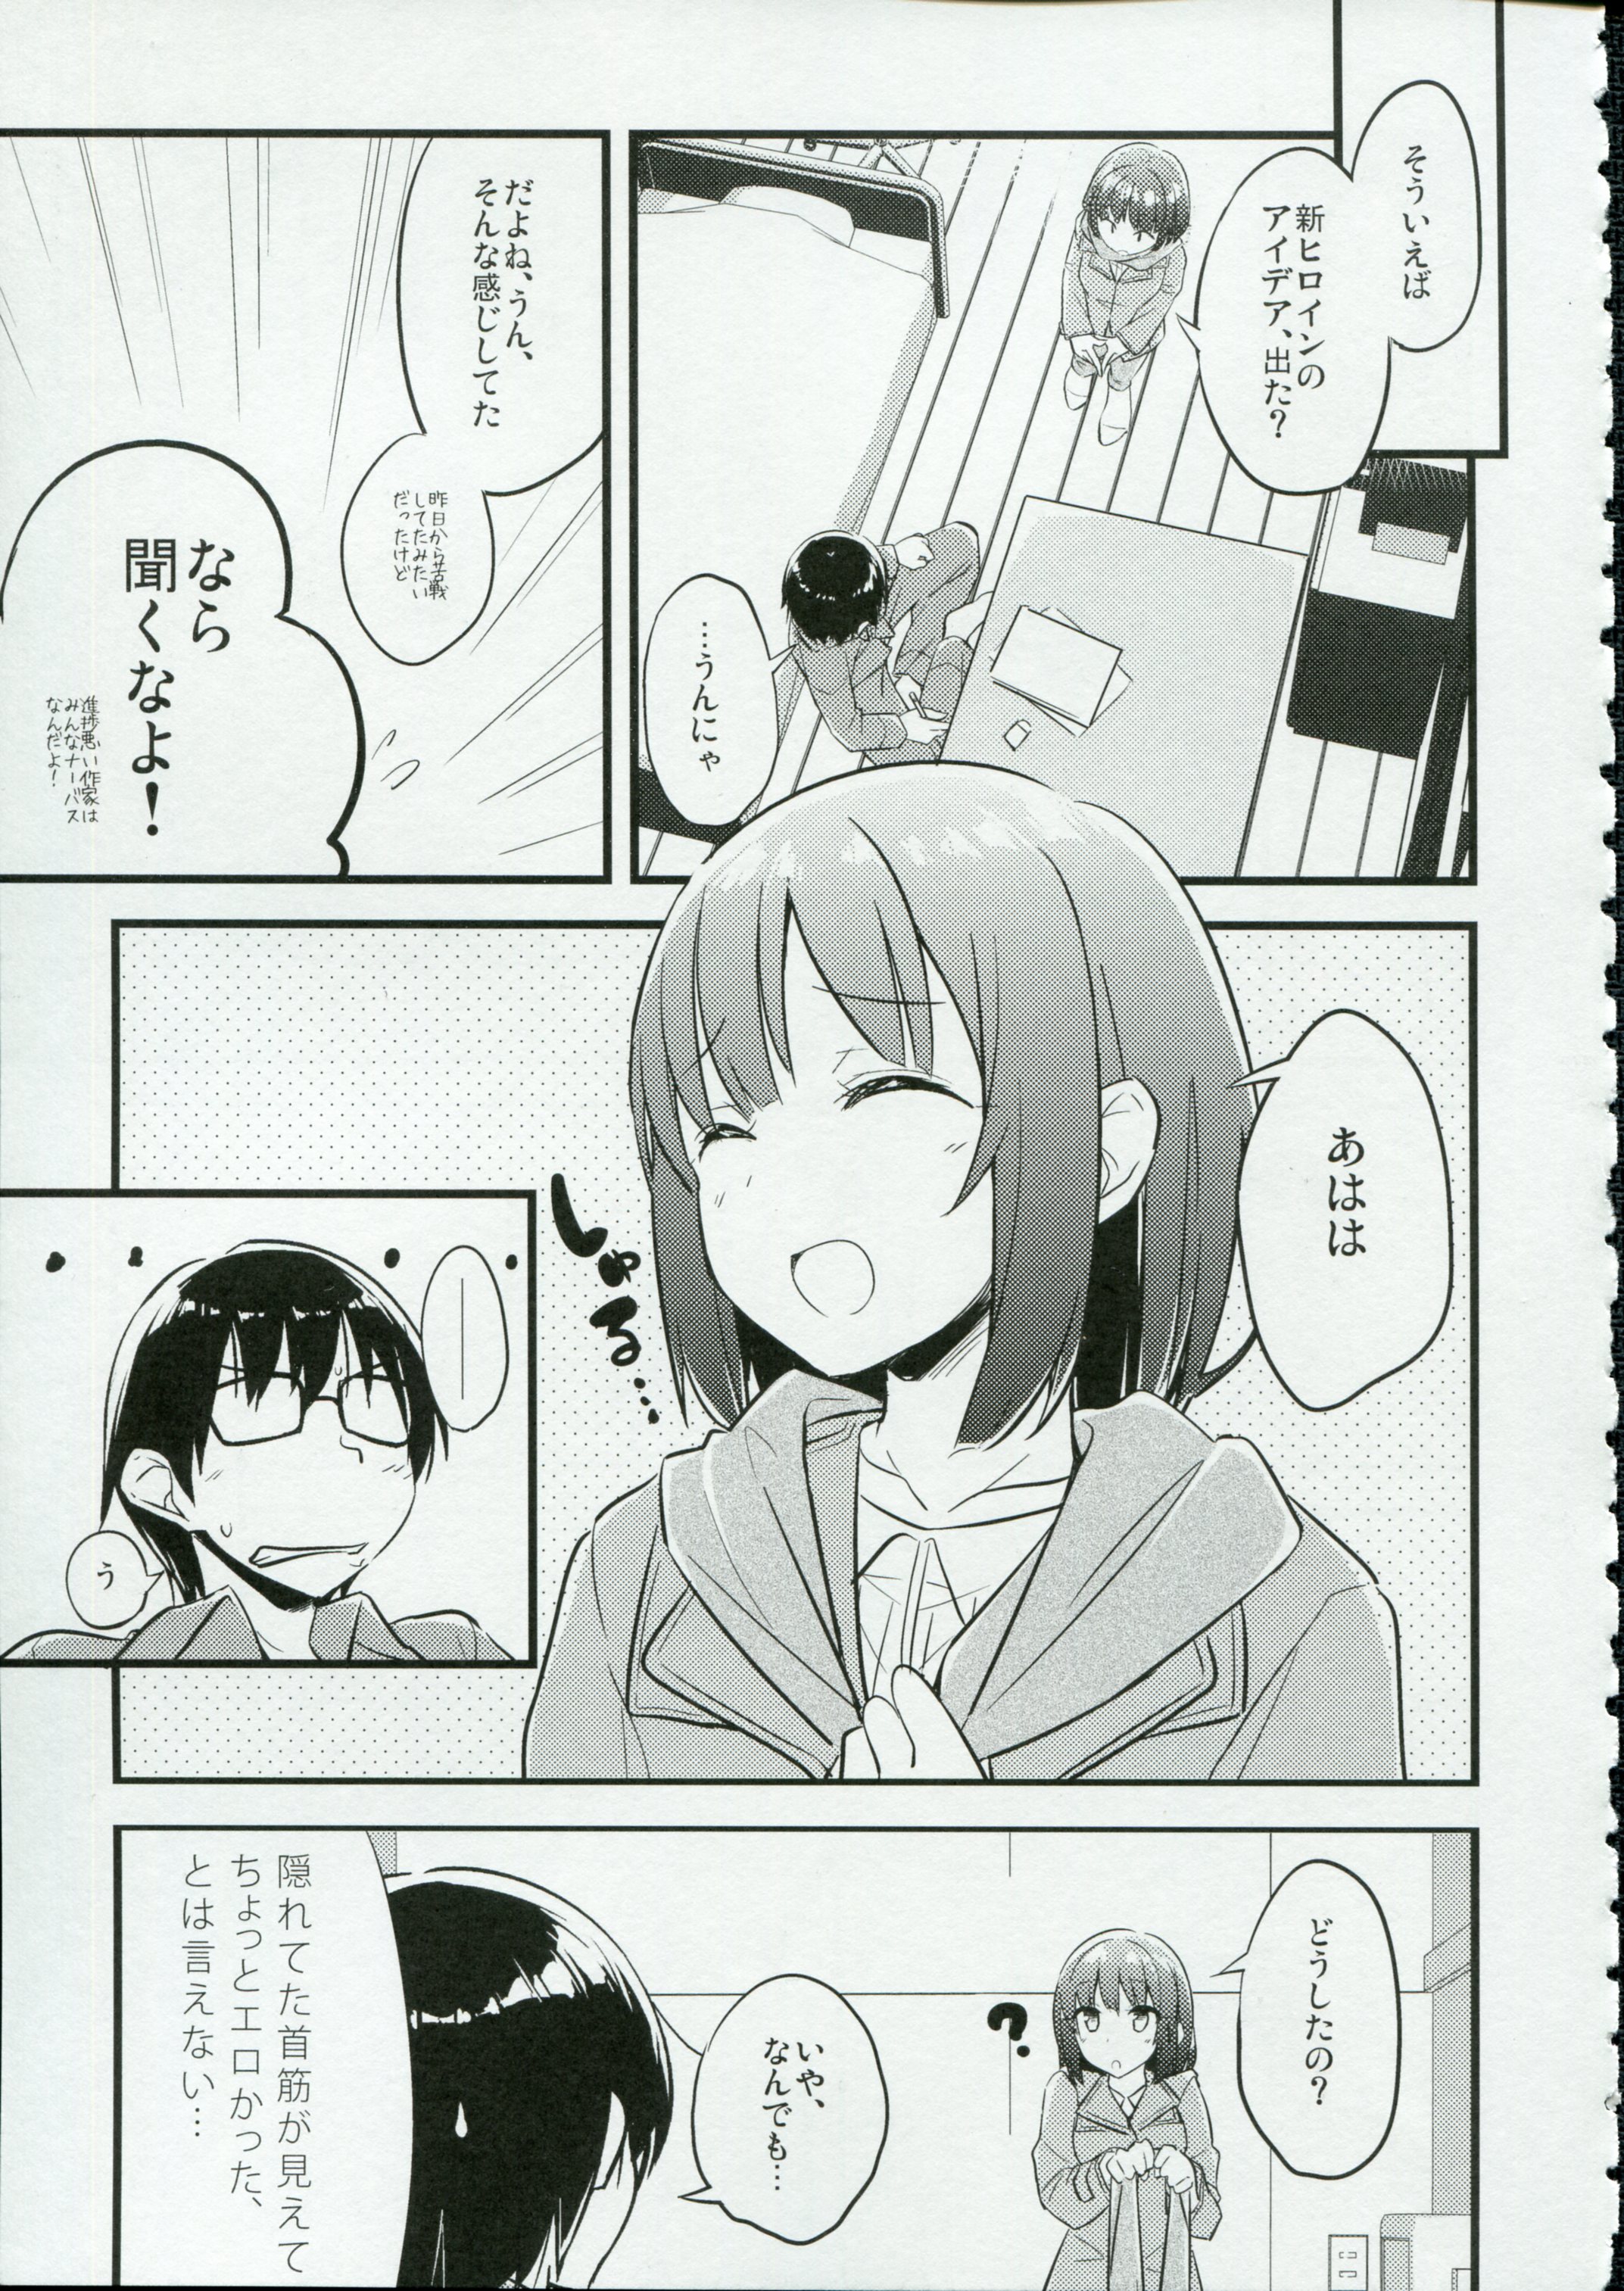 そういえば
新ヒロインの
アイデア、出た？
…うんにゃ
だよね、うん、
そんな感じしてた
昨日から苦戦
してたみたい
だったけど
なら
聞くなよ！
進捗悪い作家は
みんなナーバス
なんだよ！
あはは
しゅる…
う
どうしたの？
？
いや、
なんでも…
隠れてた首筋が見えて
ちょっとエロかった、
とは言えない…